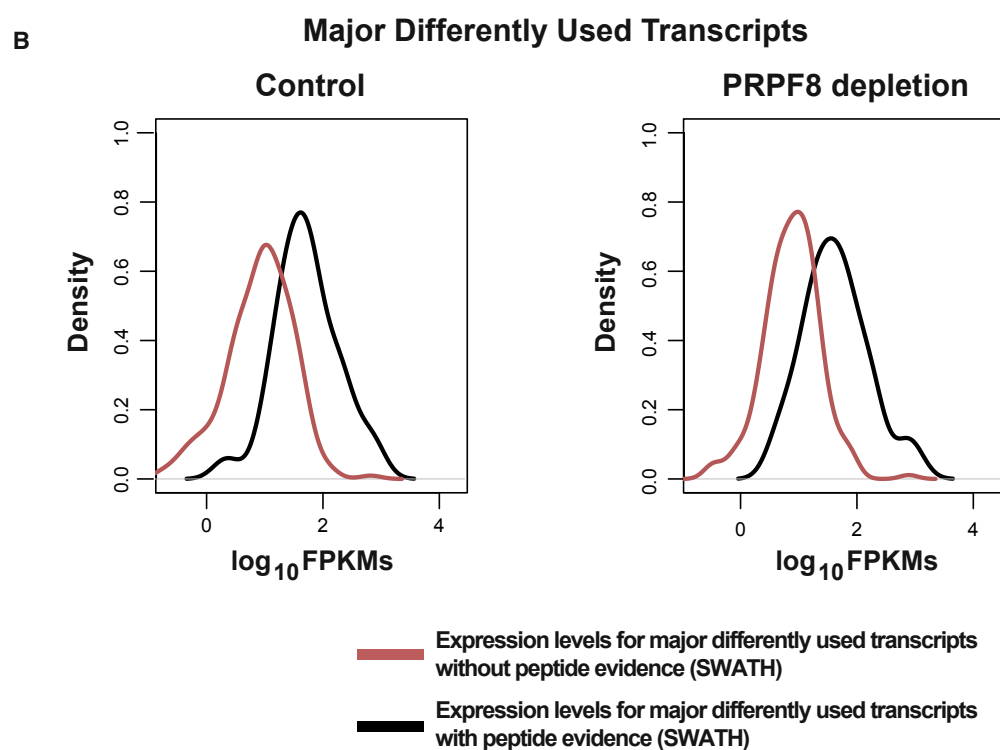 B
Major Differently Used Transcripts
Control
PRPF8 depletion
Density
0.0 0.2 0.4 0.6 0.8 1.0
0 2 4
log10FPKMs
Density
0.0 0.2 0.4 0.6 0.8 1.0
0 2 4
log10FPKMs
Expression levels for major differently used transcripts
without peptide evidence (SWATH)
Expression levels for major differently used transcripts
with peptide evidence (SWATH)